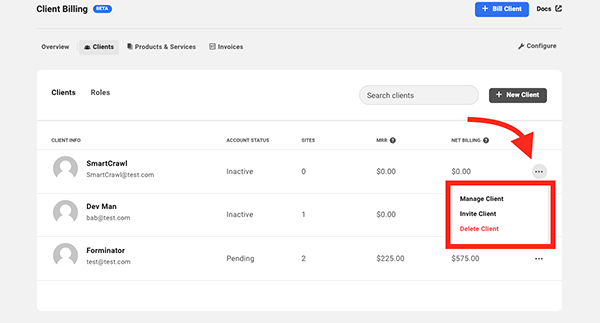 Client Billing BETA
+ Bill Client
Docs
Overview
Clients
Products & Services
Invoices
Configure
Clients
Roles
Search clients
+ New Client
CLIENT INFO
ACCOUNT STATUS
SITES
MRR ?
NET BILLING ?
SmartCrawl
SmartCrawl@test.com
Inactive
0
$0.00
$0.00
Manage Client
Invite Client
Delete Client
Dev Man
bab@test.com
Inactive
1
$0.00
Forminator
test@test.com
Pending
2
$225.00
$575.00